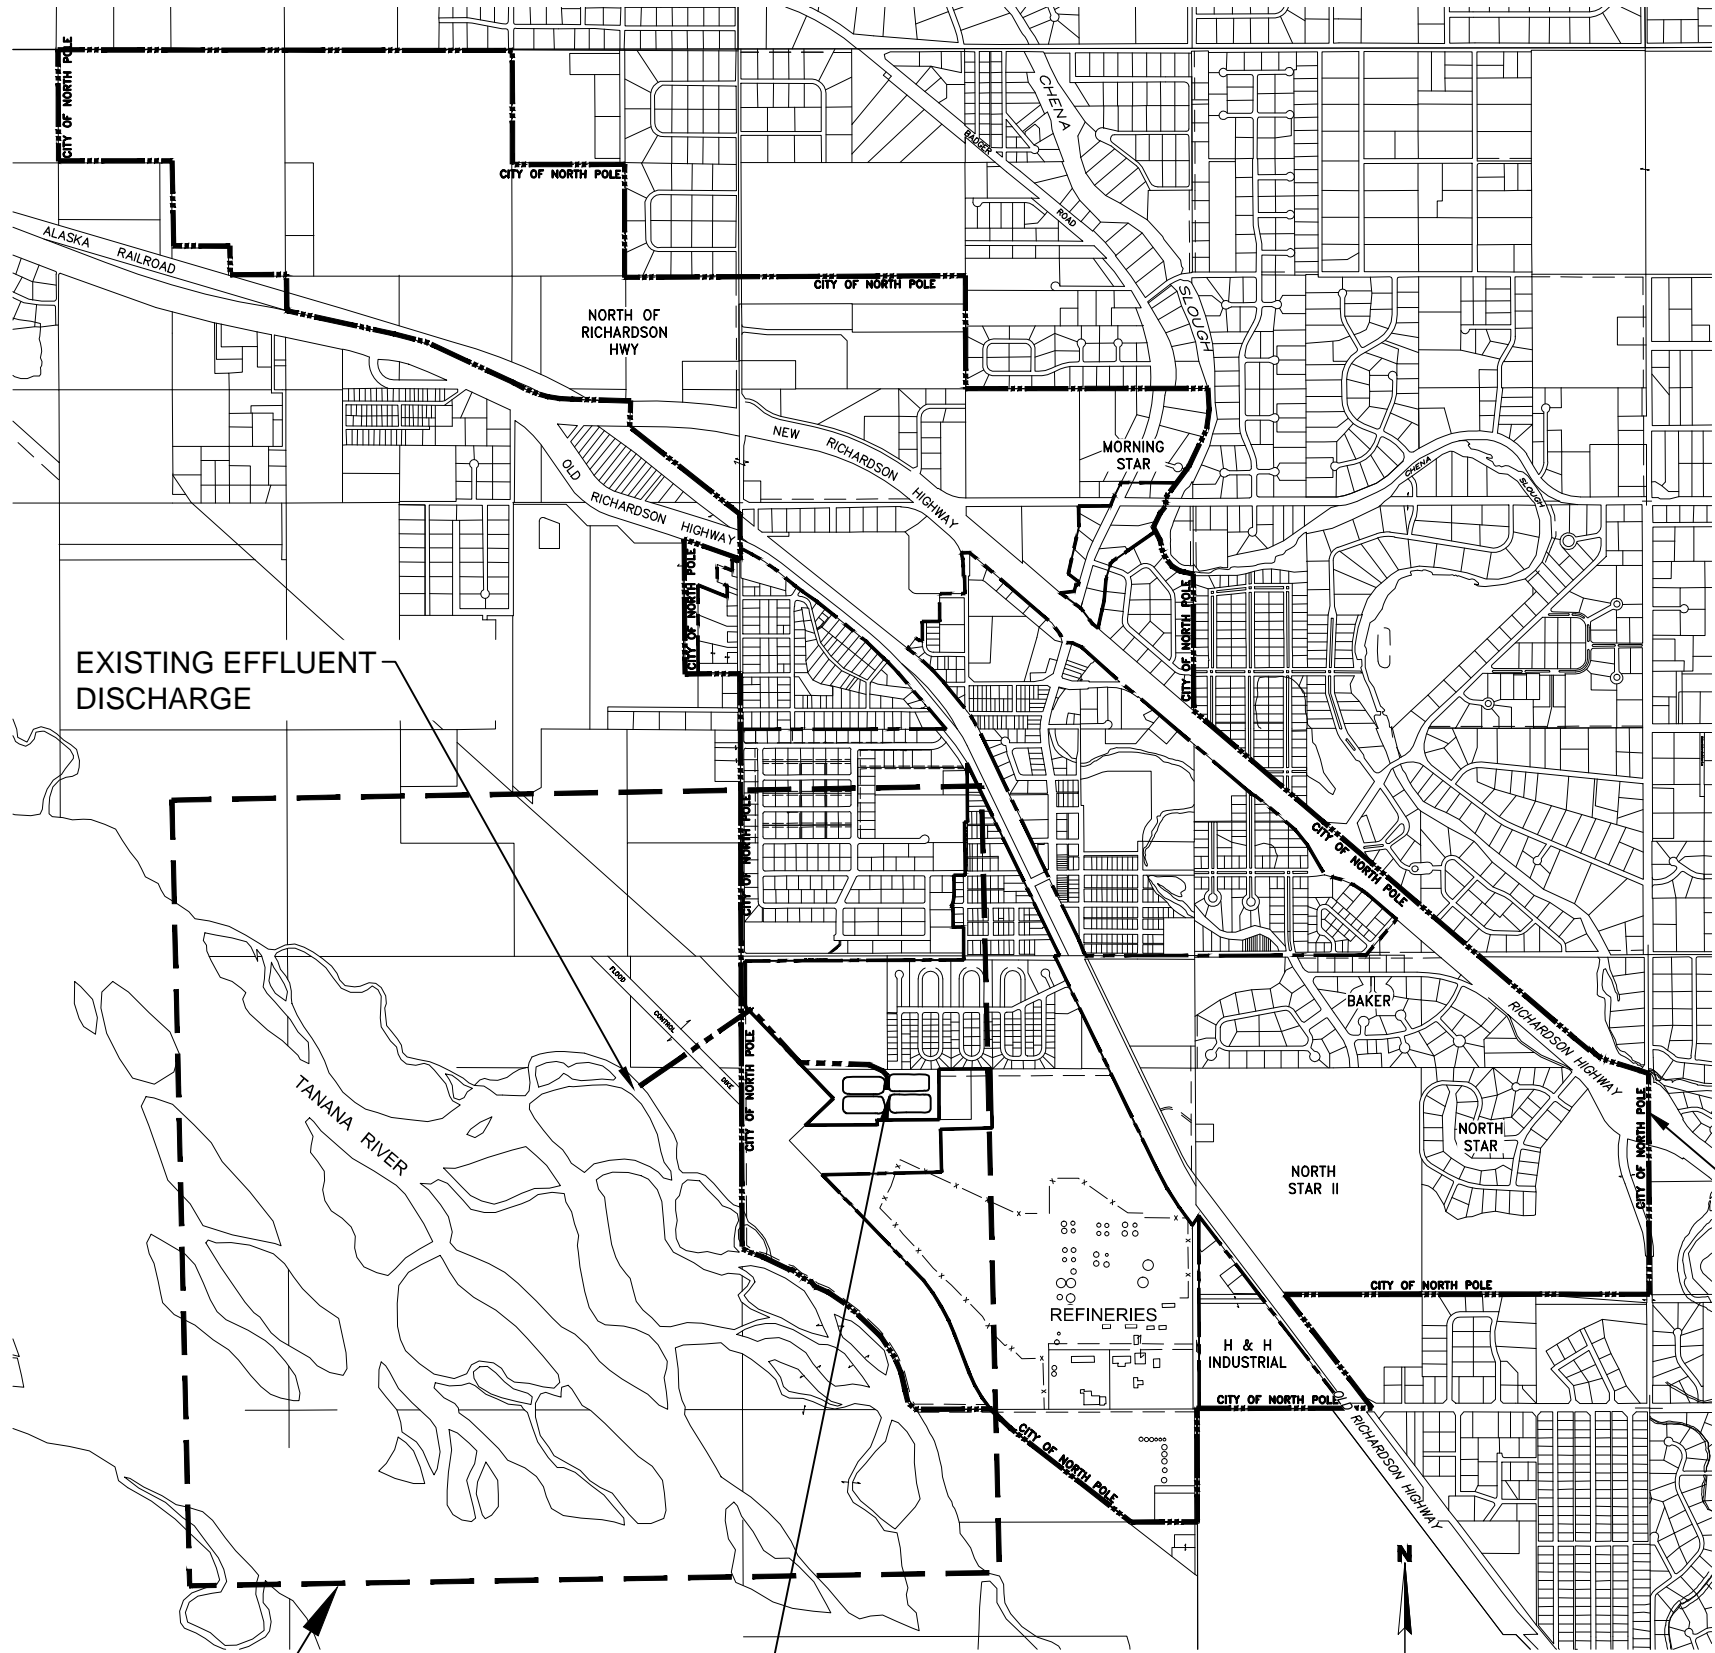 CITY OF NORTH POLE
CITY OF NORTH POLE
CHENA
BADGER
ROAD
ALASKA
RAILROAD
CITY OF NORTH POLE
SLOUGH
NORTH OF
RICHARDSON
HWY
NEW RICHARDSON HIGHWAY
MORNING
STAR
CHENA
SLOUGH
OLD RICHARDSON HIGHWAY
CITY OF NORTH POLE
CITY OF NORTH POLE
EXISTING EFFLUENT
DISCHARGE
CITY OF NORTH POLE
CITY OF NORTH POLE
FLOOD
CONTROL
DIKE
BAKER
RICHARDSON HIGHWAY
CITY OF NORTH POLE
TANANA RIVER
CITY OF NORTH POLE
NORTH
STAR
NORTH
STAR II
CITY OF NORTH POLE
REFINERIES
H & H
INDUSTRIAL
CITY OF NORTH POLE
CITY OF NORTH POLE
OLD RICHARDSON HIGHWAY
N